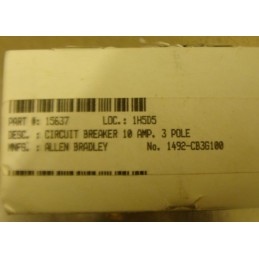 PART #: 15637 LOC.: 1H5D5
DESC. : CIRCUIT BREAKER 10 AMP. 3 POLE
MNFG. : ALLEN BRADLEY No. 1492-CB3G100